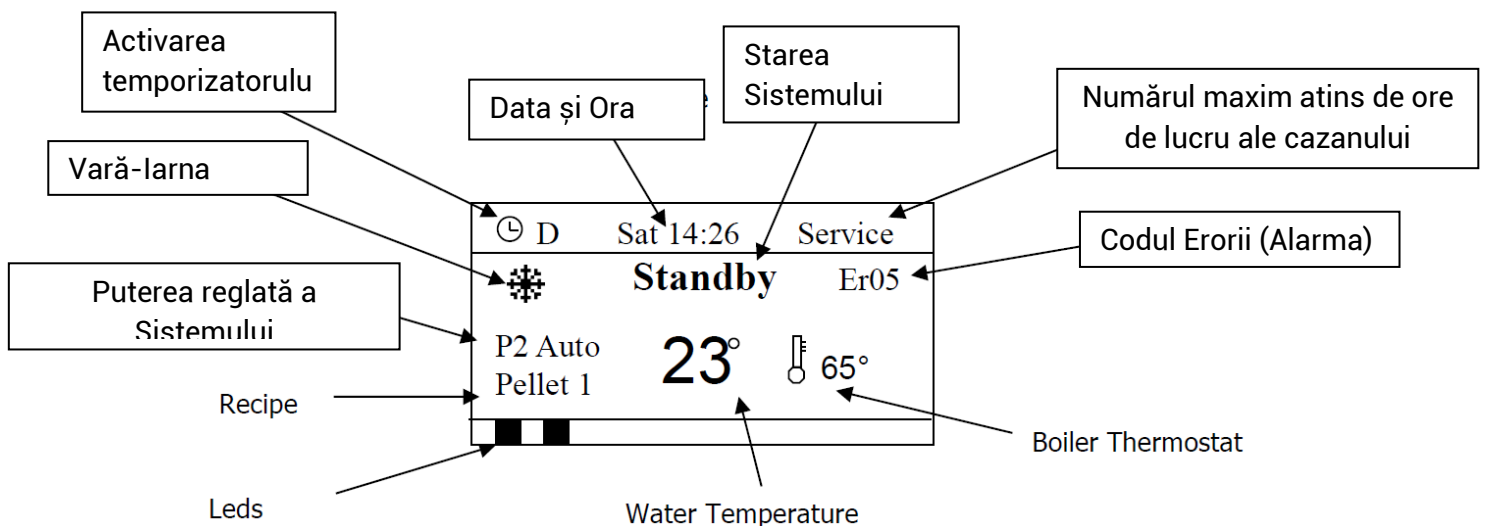 Activarea
temporizatorulu
Data și Ora
Starea
Sistemului
Numărul maxim atins de ore
de lucru ale cazanului
Vară-Iarna
D Sat 14:26 Service
Codul Erorii (Alarma)
Standby Er05
Puterea reglată a
Sistemului
P2 Auto
23° 65°
Pellet 1
Recipe
Boiler Thermostat
Leds
Water Temperature